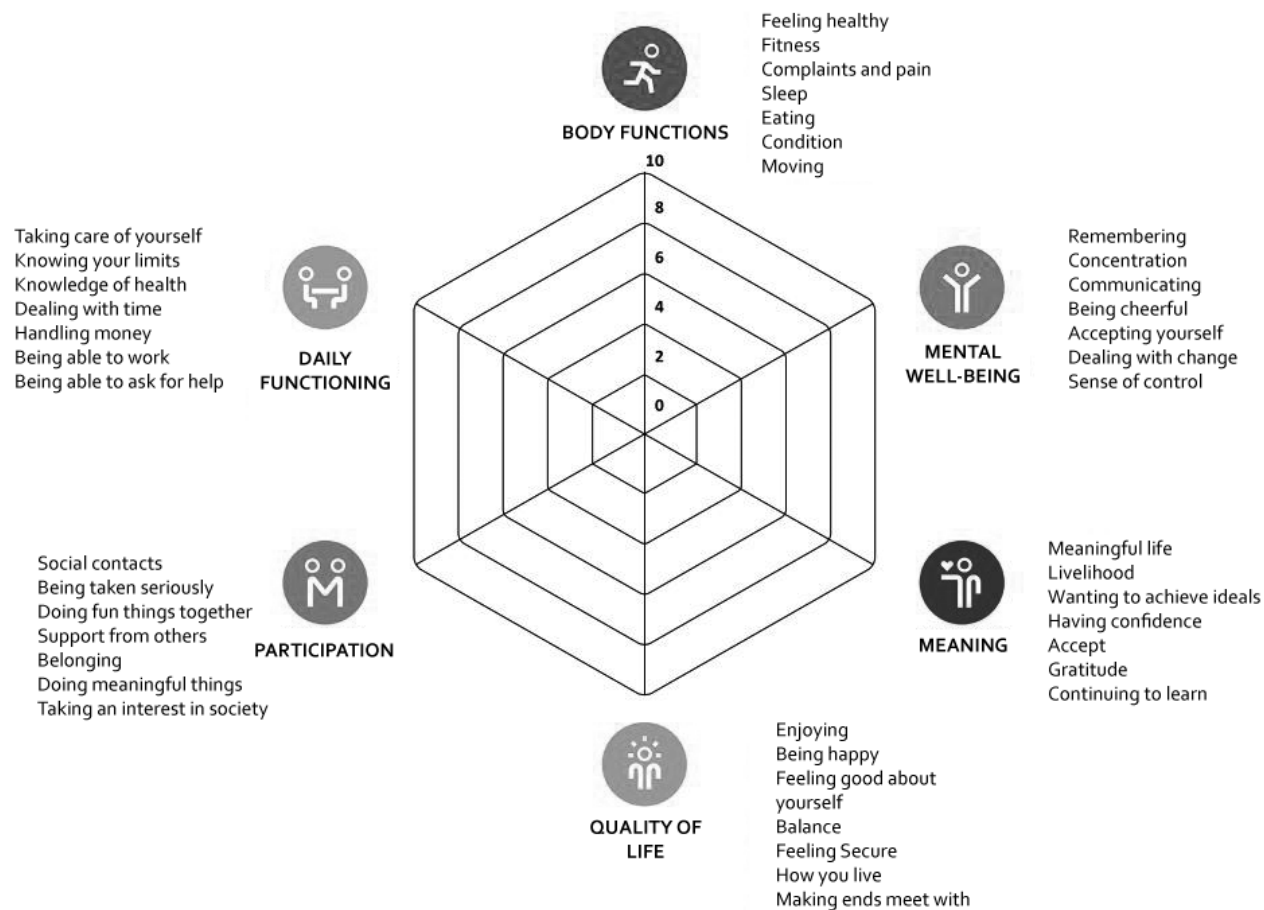 BODY FUNCTIONS
Feeling healthy
Fitness
Complaints and pain
Sleep
Eating
Condition
Moving
10
8
6
4
2
0
MENTAL
WELL-BEING
Remembering
Concentration
Communicating
Being cheerful
Accepting yourself
Dealing with change
Sense of control
MEANING
Meaningful life
Livelihood
Wanting to achieve ideals
Having confidence
Accept
Gratitude
Continuing to learn
QUALITY OF
LIFE
Enjoying
Being happy
Feeling good about
yourself
Balance
Feeling Secure
How you live
Making ends meet with
PARTICIPATION
Social contacts
Being taken seriously
Doing fun things together
Support from others
Belonging
Doing meaningful things
Taking an interest in society
DAILY
FUNCTIONING
Taking care of yourself
Knowing your limits
Knowledge of health
Dealing with time
Handling money
Being able to work
Being able to ask for help